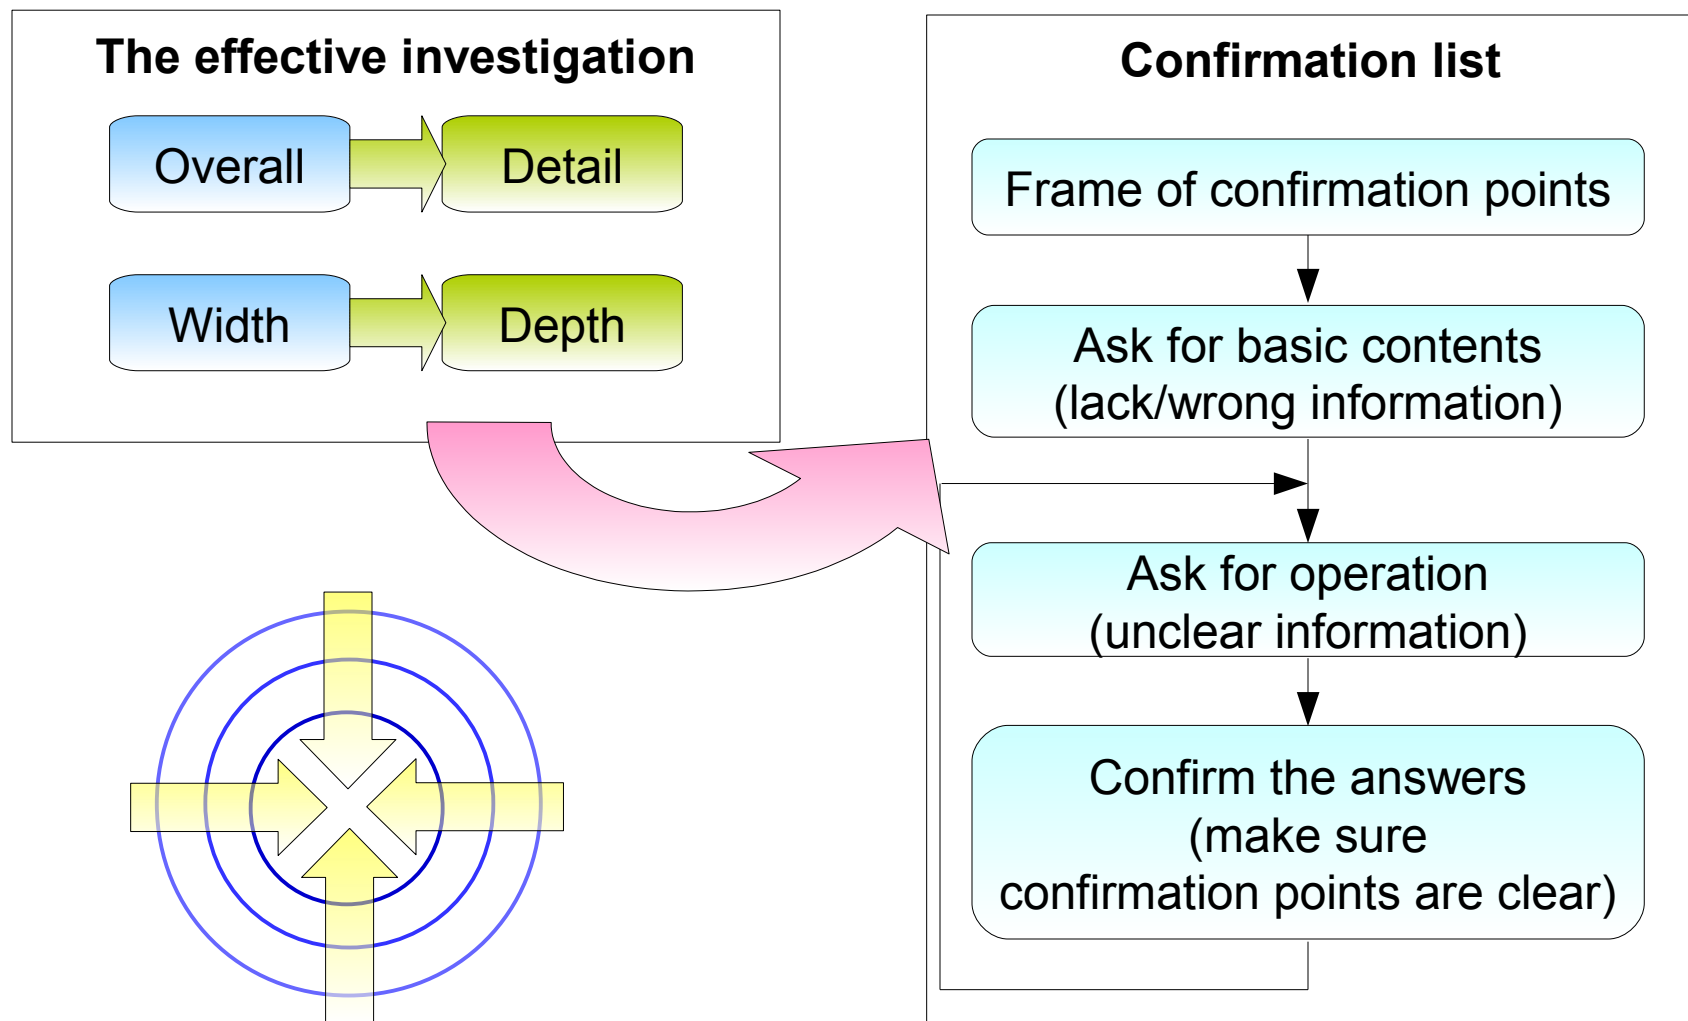 The effective investigation
Overall
Detail
Width
Depth
Confirmation list
Frame of confirmation points
Ask for basic contents
(lack/wrong information)
Ask for operation
(unclear information)
Confirm the answers
(make sure
confirmation points are clear)